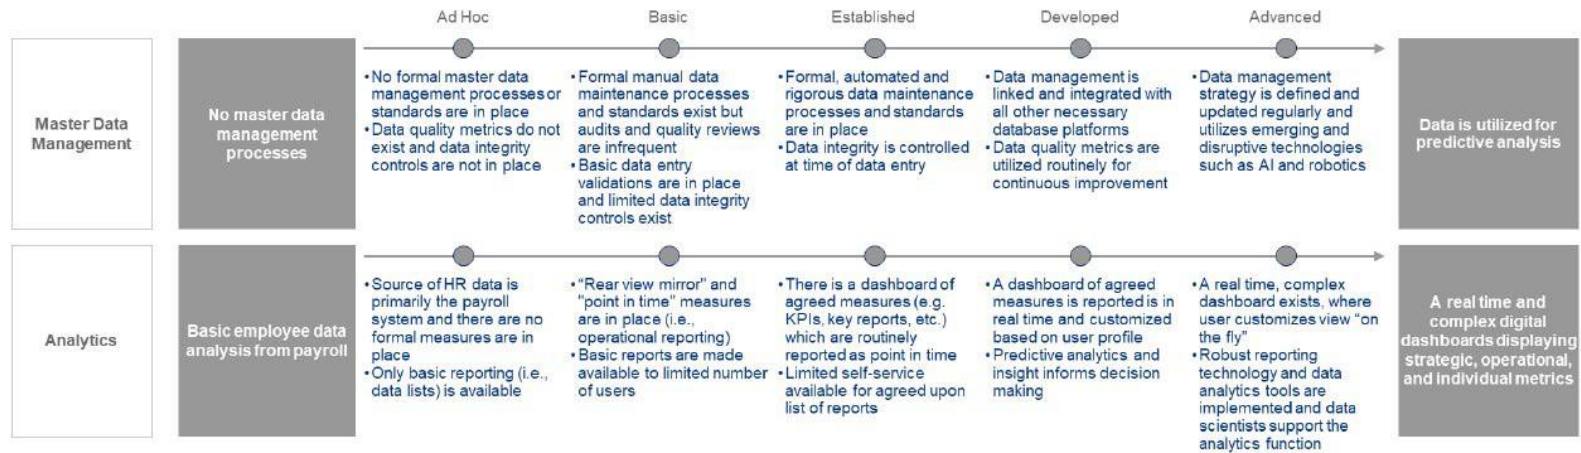 Ad Hoc
Basic
Established
Developed
Advanced
Master Data
Management
No master data
management
processes
•No formal master data
management processes or
standards are in place
•Data quality metrics do not
exist and data integrity
controls are not in place
•Formal manual data
maintenance processes
and standards exist but
audits and quality reviews
are infrequent
•Basic data entry
validations are in place
and limited data integrity
controls exist
•Formal, automated and
rigorous data maintenance
processes and standards
are in place
•Data integrity is controlled
at time of data entry
•Data management is
linked and integrated with
all other necessary
database platforms
•Data quality metrics are
utilized routinely for
continuous improvement
•Data management
strategy is defined and
updated regularly and
utilizes emerging and
disruptive technologies
such as AI and robotics
Data is utilized for
predictive analysis
Analytics
Basic employee data
analysis from payroll
•Source of HR data is
primarily the payroll
system and there are no
formal measures are in
place
•Only basic reporting (i.e.,
data lists) is available
•“Rear view mirror” and
"point in time" measures
are in place (i.e.,
operational reporting)
•Basic reports are made
available to limited number
of users
•There is a dashboard of
agreed measures (e.g.
KPIs, key reports, etc.)
which are routinely
reported as point in time
•Limited self-service
available for agreed upon
list of reports
•A dashboard of agreed
measures is reported is in
real time and customized
based on user profile
•Predictive analytics and
insight informs decision
making
•A real time, complex
dashboard exists, where
user customizes view “on
the fly”
•Robust reporting
technology and data
analytics tools are
implemented and data
scientists support the
analytics function
A real time and
complex digital
dashboards displaying
strategic, operational,
and individual metrics